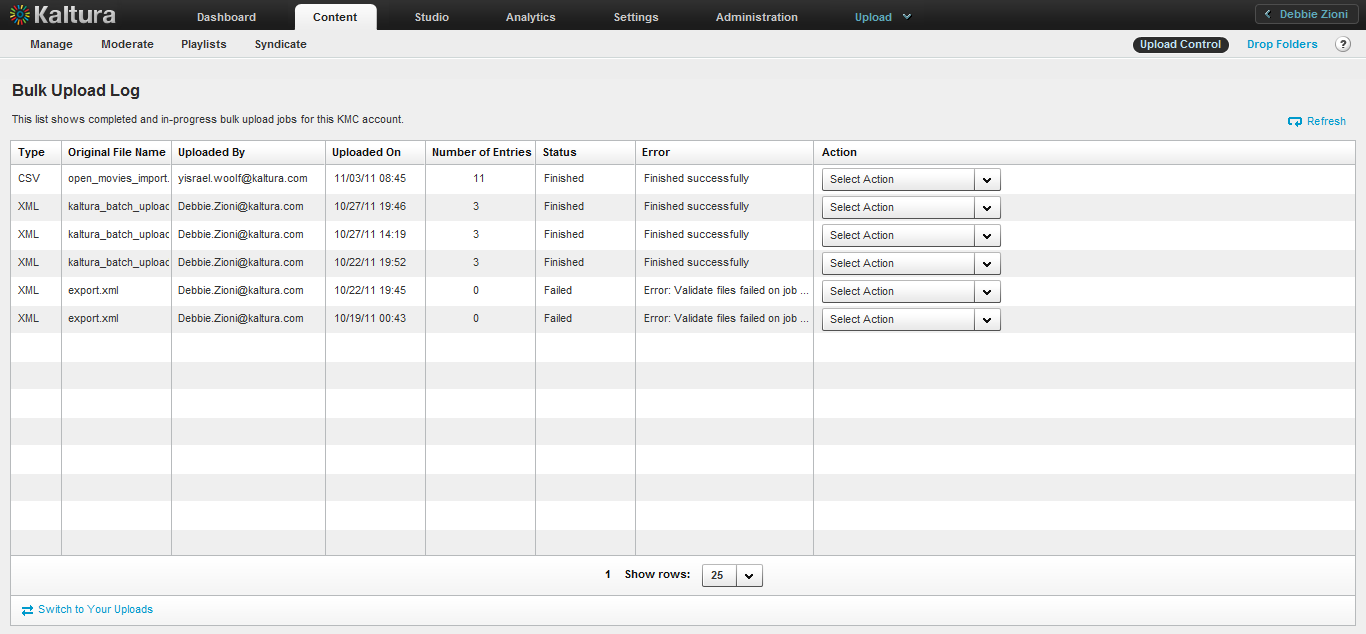 Kaltura Dashboard Content Studio Analytics Settings Administration Upload Debbie Zioni
Manage Moderate Playlists Syndicate Upload Control Drop Folders ?
Bulk Upload Log
This list shows completed and in-progress bulk upload jobs for this KMC account.
Refresh
Type Original File Name Uploaded By Uploaded On Number of Entries Status Error Action
CSV open_movies_import. yisrael.woolf@kaltura.com 11/03/11 08:45 11 Finished Finished successfully Select Action
XML kaltura_batch_upload Debbie.Zioni@kaltura.com 10/27/11 19:46 3 Finished Finished successfully Select Action
XML kaltura_batch_upload Debbie.Zioni@kaltura.com 10/27/11 14:19 3 Finished Finished successfully Select Action
XML kaltura_batch_upload Debbie.Zioni@kaltura.com 10/22/11 19:52 3 Finished Finished successfully Select Action
XML export.xml Debbie.Zioni@kaltura.com 10/22/11 19:45 0 Failed Error: Validate files failed on job ... Select Action
XML export.xml Debbie.Zioni@kaltura.com 10/19/11 00:43 0 Failed Error: Validate files failed on job ... Select Action
1 Show rows: 25
Switch to Your Uploads